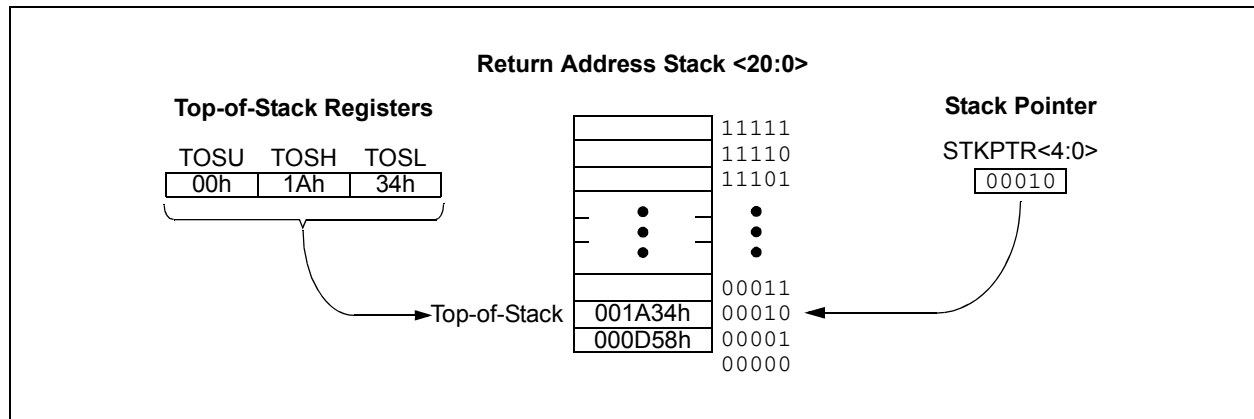 Return Address Stack <20:0>
Top-of-Stack Registers
Stack Pointer
TOSU TOSH TOSL
STKPTR<4:0>
00h 1Ah 34h
00010
11111
11110
11101
00011
Top-of-Stack 001A34h 00010
000D58h 00001
00000